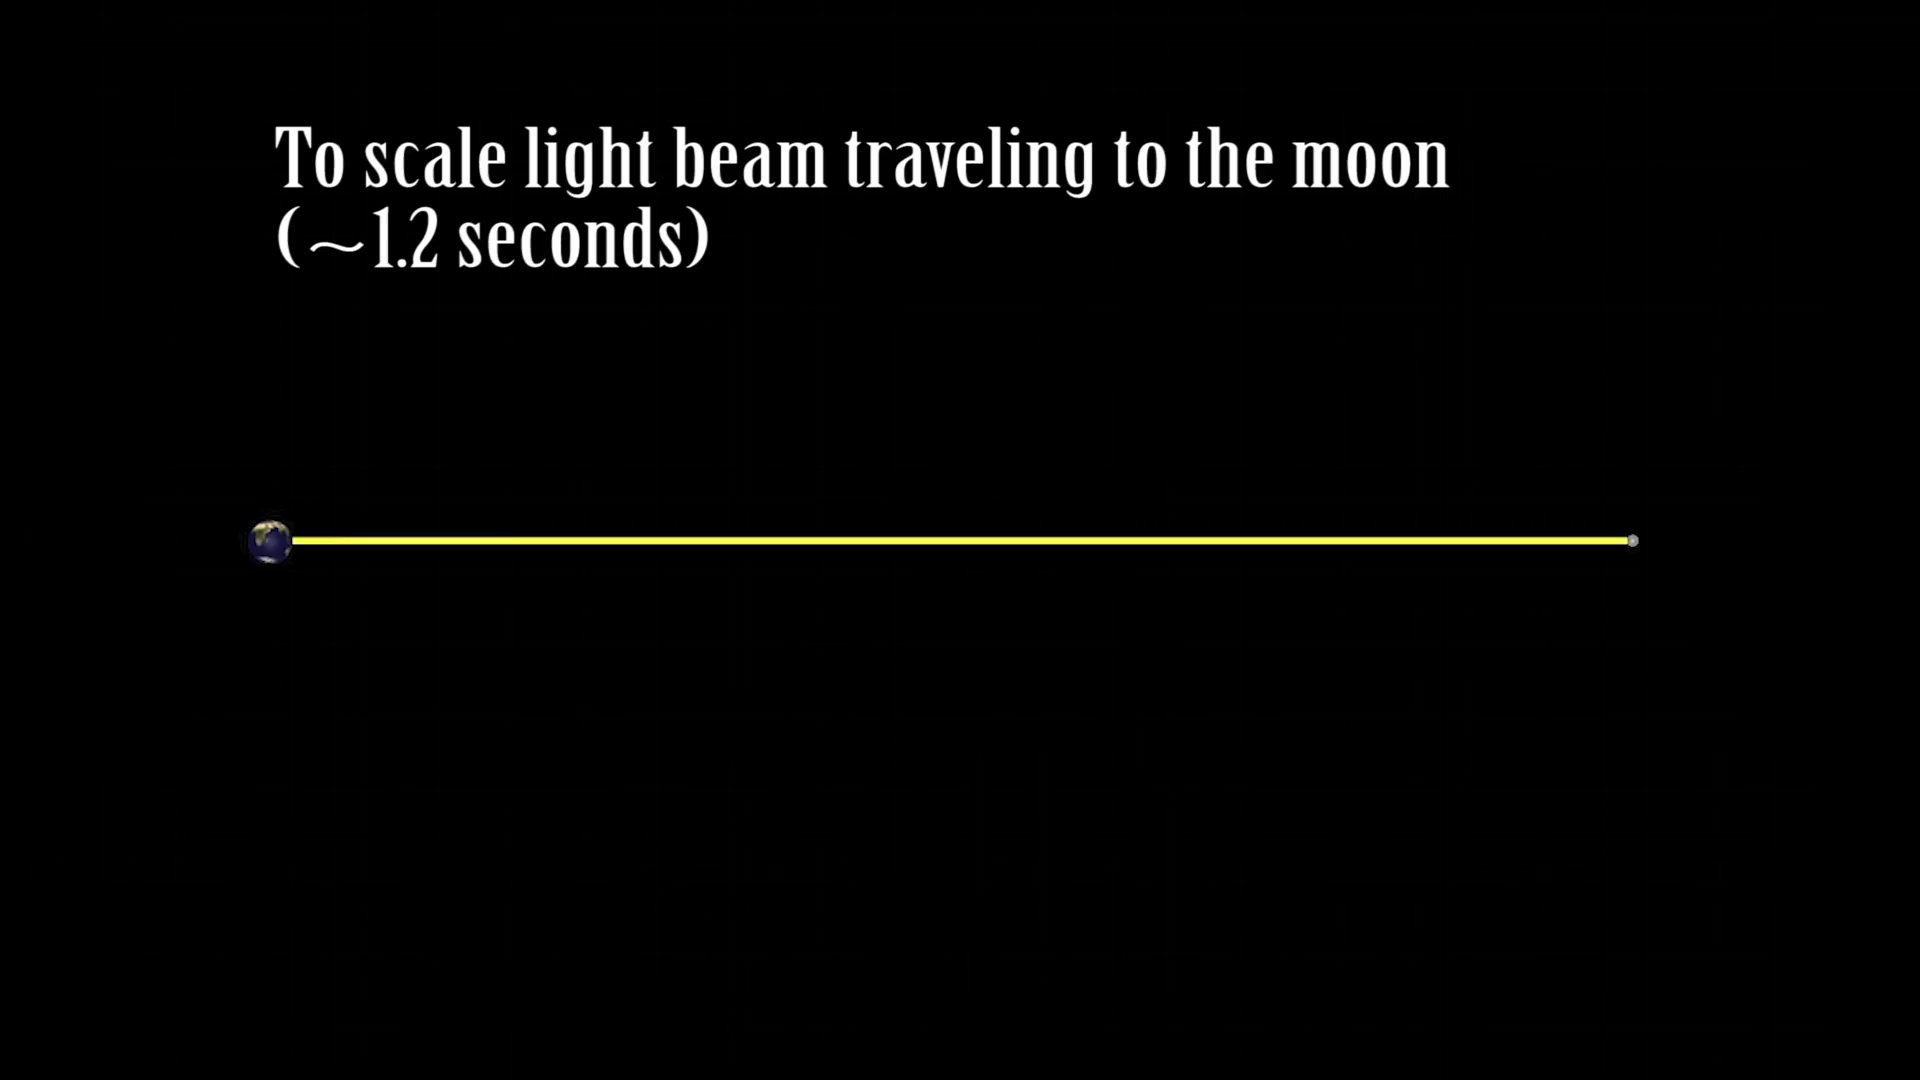 To scale light beam traveling to the moon
(~1.2 seconds)